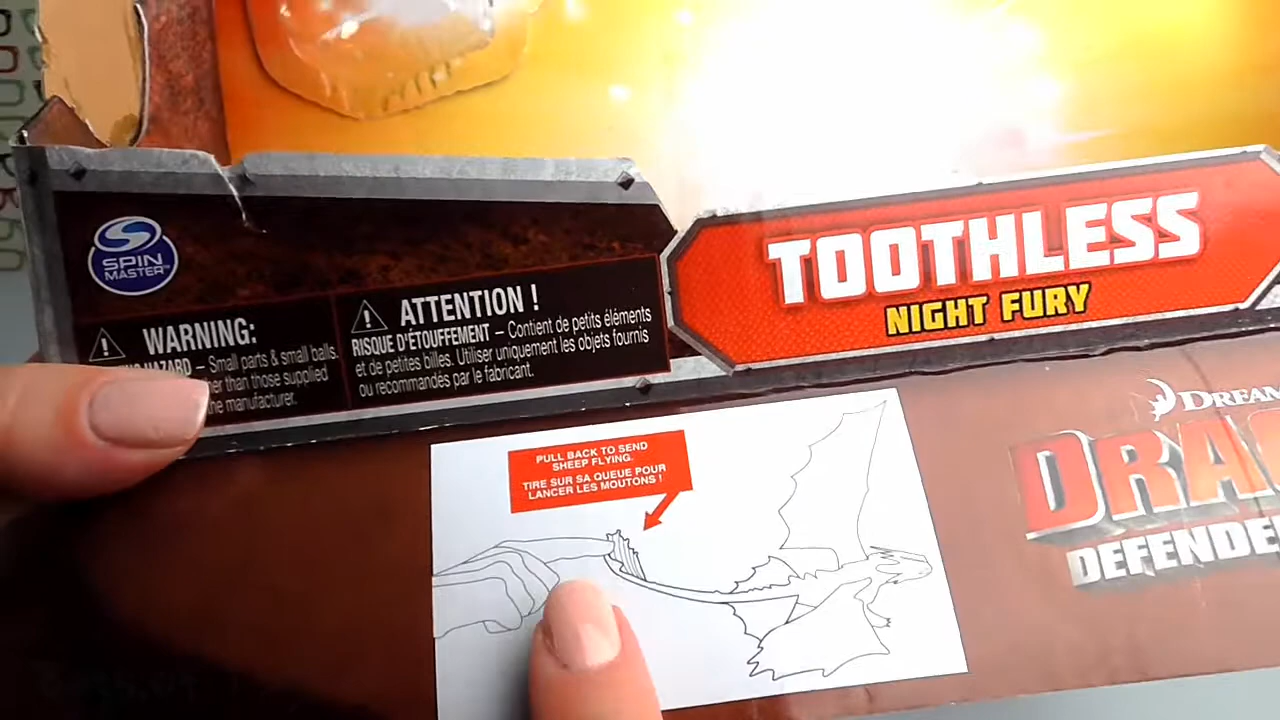 SPIN
MASTER™
WARNING:
HAZARD – Small parts & small balls.
than those supplied
the manufacturer.
ATTENTION !
RISQUE D'ÉTOUFFEMENT – Contient de petits éléments
et de petites billes. Utiliser uniquement les objets fournis
ou recommandés par le fabricant.
TOOTHLESS
NIGHT FURY
PULL BACK TO SEND
SHEEP FLYING.
TIRE SUR SA QUEUE POUR
LANCER LES MOUTONS !
DREAM
DRA
DEFENDE